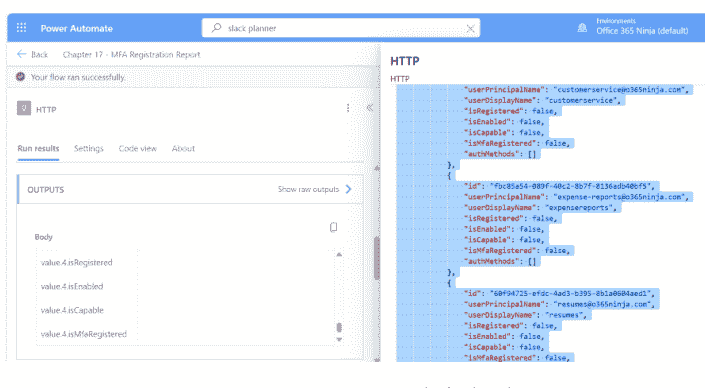 Power Automate
slack planner
Environments
Office 365 Ninja (default)
Back
Chapter 17 - MFA Registration Report
Your flow ran successfully.
HTTP
Run results
Settings
Code view
About
OUTPUTS
Show raw outputs
Body
value.4.isRegistered
value.4.isEnabled
value.4.isCapable
value.4.isMfaRegistered
HTTP
HTTP
"userPrincipalName": "customerservice@o365ninja.com",
"userDisplayName": "customerservice",
"isRegistered": false,
"isEnabled": false,
"isCapable": false,
"isMfaRegistered": false,
"authMethods": []
},
{
"id": "fbc85a54-089f-40c2-8b7f-0136adb40bf5",
"userPrincipalName": "expense-reports@o365ninja.com",
"userDisplayName": "expensereports",
"isRegistered": false,
"isEnabled": false,
"isCapable": false,
"isMfaRegistered": false,
"authMethods": []
},
{
"id": "60f94725-efdc-4ad3-b395-8b1a0604aed1",
"userPrincipalName": "resumes@o365ninja.com",
"userDisplayName": "resumes",
"isRegistered": false,
"isEnabled": false,
"isCapable": false,
"isMfaRegistered": false,